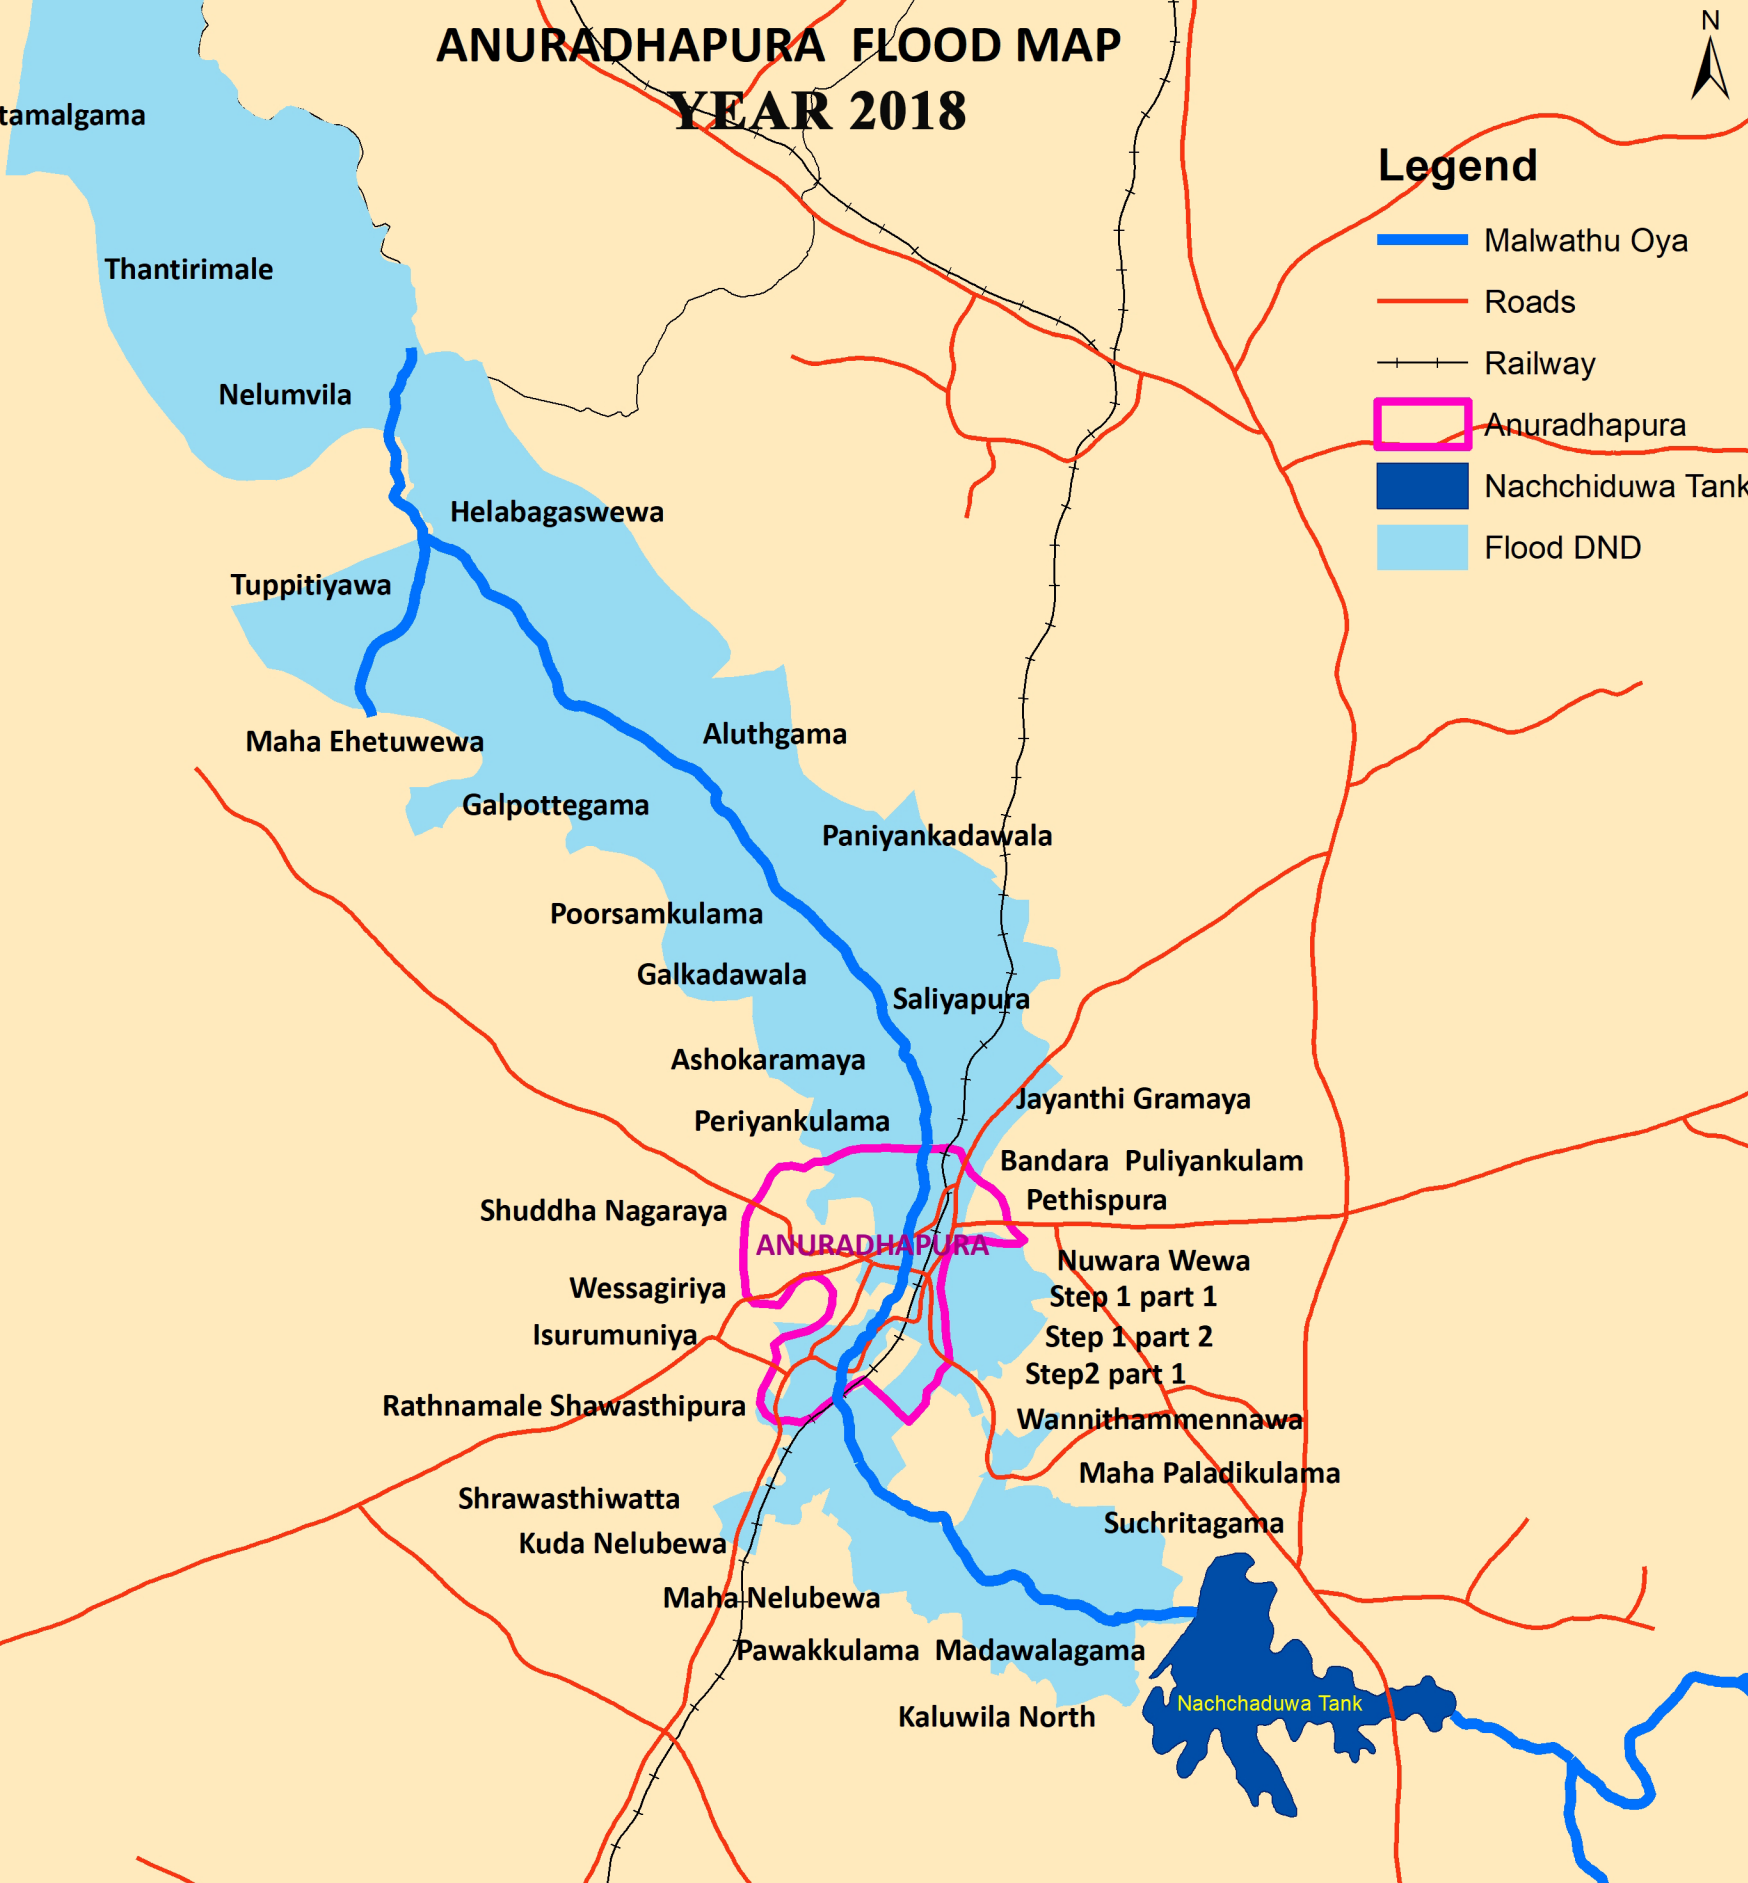 ANURADHAPURA FLOOD MAP
YEAR 2018
N
Legend
Malwathu Oya
Roads
Railway
Anuradhapura
Nachchiduwa Tank
Flood DND
tamalgama
Thantirimale
Nelumvila
Helabagaswewa
Tuppitiyawa
Aluthgama
Maha Ehetuwewa
Galpottegama
Paniyankadawala
Poorsamkulama
Galkadawala
Saliyapura
Ashokaramaya
Jayanthi Gramaya
Periyankulama
Bandara Puliyankulam
Pethispura
Shuddha Nagaraya
ANURADHAPURA
Nuwara Wewa
Wessagiriya
Step 1 part 1
Isurumuniya
Step 1 part 2
Step2 part 1
Rathnamale Shawasthipura
Wannithammennawa
Maha Paladikulama
Shrawasthiwatta
Suchritagama
Kuda Nelubewa
Maha Nelubewa
Pawakkulama Madawalagama
Nachchaduwa Tank
Kaluwila North